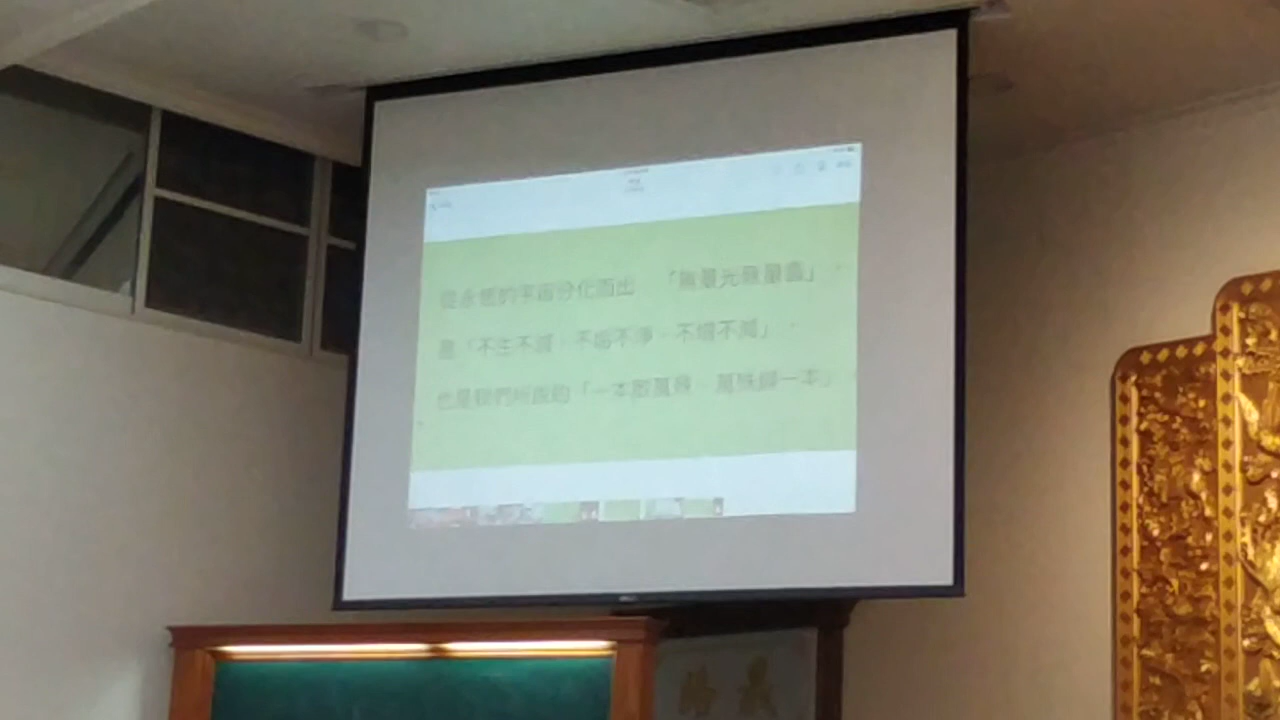 從永恆的宇宙分化而出 「無量光無量壽」，
是「不生不滅，不垢不淨，不增不減」，
也是我們所說的「一本散萬殊，萬殊歸一本」